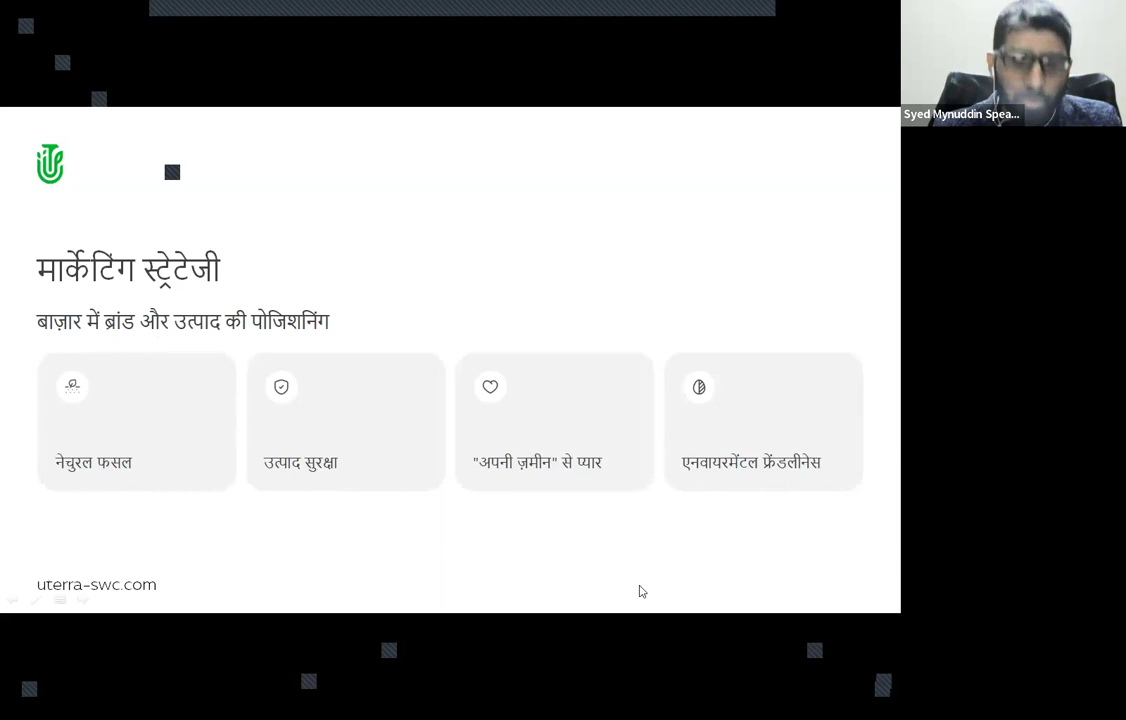 Syed Mynuddin Spea...
मार्केटिंग स्ट्रेटेजी
बाज़ार में ब्रांड और उत्पाद की पोजिशनिंग
नेचुरल फसल
उत्पाद सुरक्षा
"अपनी ज़मीन" से प्यार
एनवायरमेंटल फ्रेंडलीनेस
uterra-swc.com